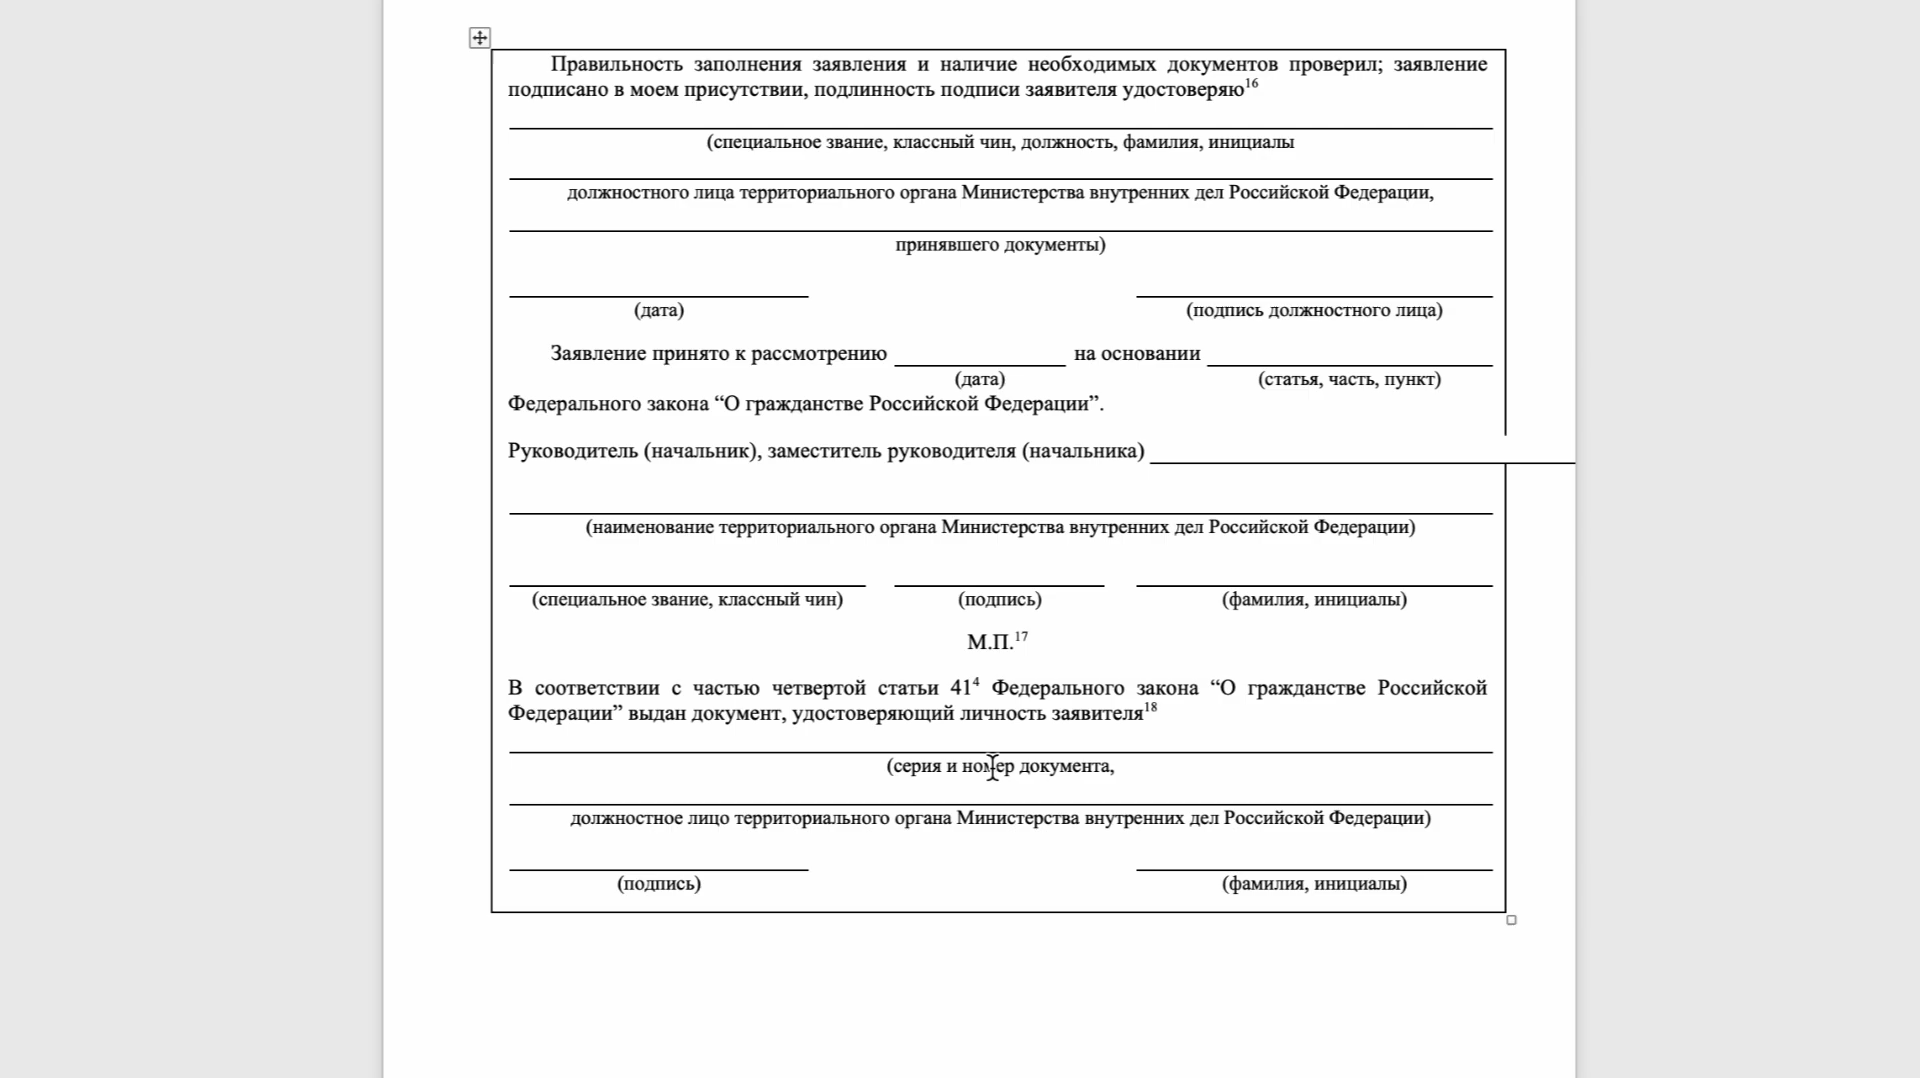 Правильность заполнения заявления и наличие необходимых документов проверил; заявление
подписано в моем присутствии, подлинность подписи заявителя удостоверяю¹⁶
(специальное звание, классный чин, должность, фамилия, инициалы
должностного лица территориального органа Министерства внутренних дел Российской Федерации,
принявшего документы)
(дата) (подпись должностного лица)
Заявление принято к рассмотрению на основании
(дата) (статья, часть, пункт)
Федерального закона “О гражданстве Российской Федерации”.
Руководитель (начальник), заместитель руководителя (начальника)
(наименование территориального органа Министерства внутренних дел Российской Федерации)
(специальное звание, классный чин) (подпись) (фамилия, инициалы)
М.П.¹⁷
В соответствии с частью четвертой статьи 41⁴ Федерального закона “О гражданстве Российской
Федерации” выдан документ, удостоверяющий личность заявителя¹⁸
(серия и номер документа,
должностное лицо территориального органа Министерства внутренних дел Российской Федерации)
(подпись) (фамилия, инициалы)